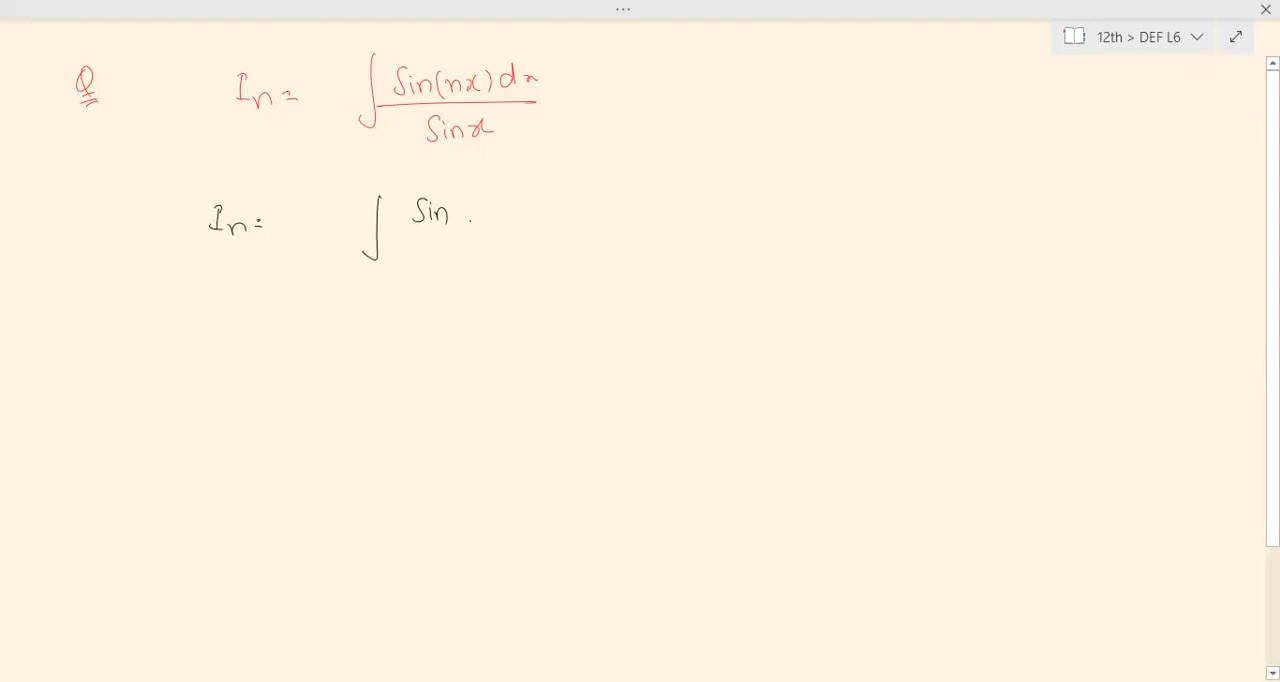 ...
12th > DEF L6
Q In = ∫ Sin(nx) dx
Sinx
In = ∫ Sin